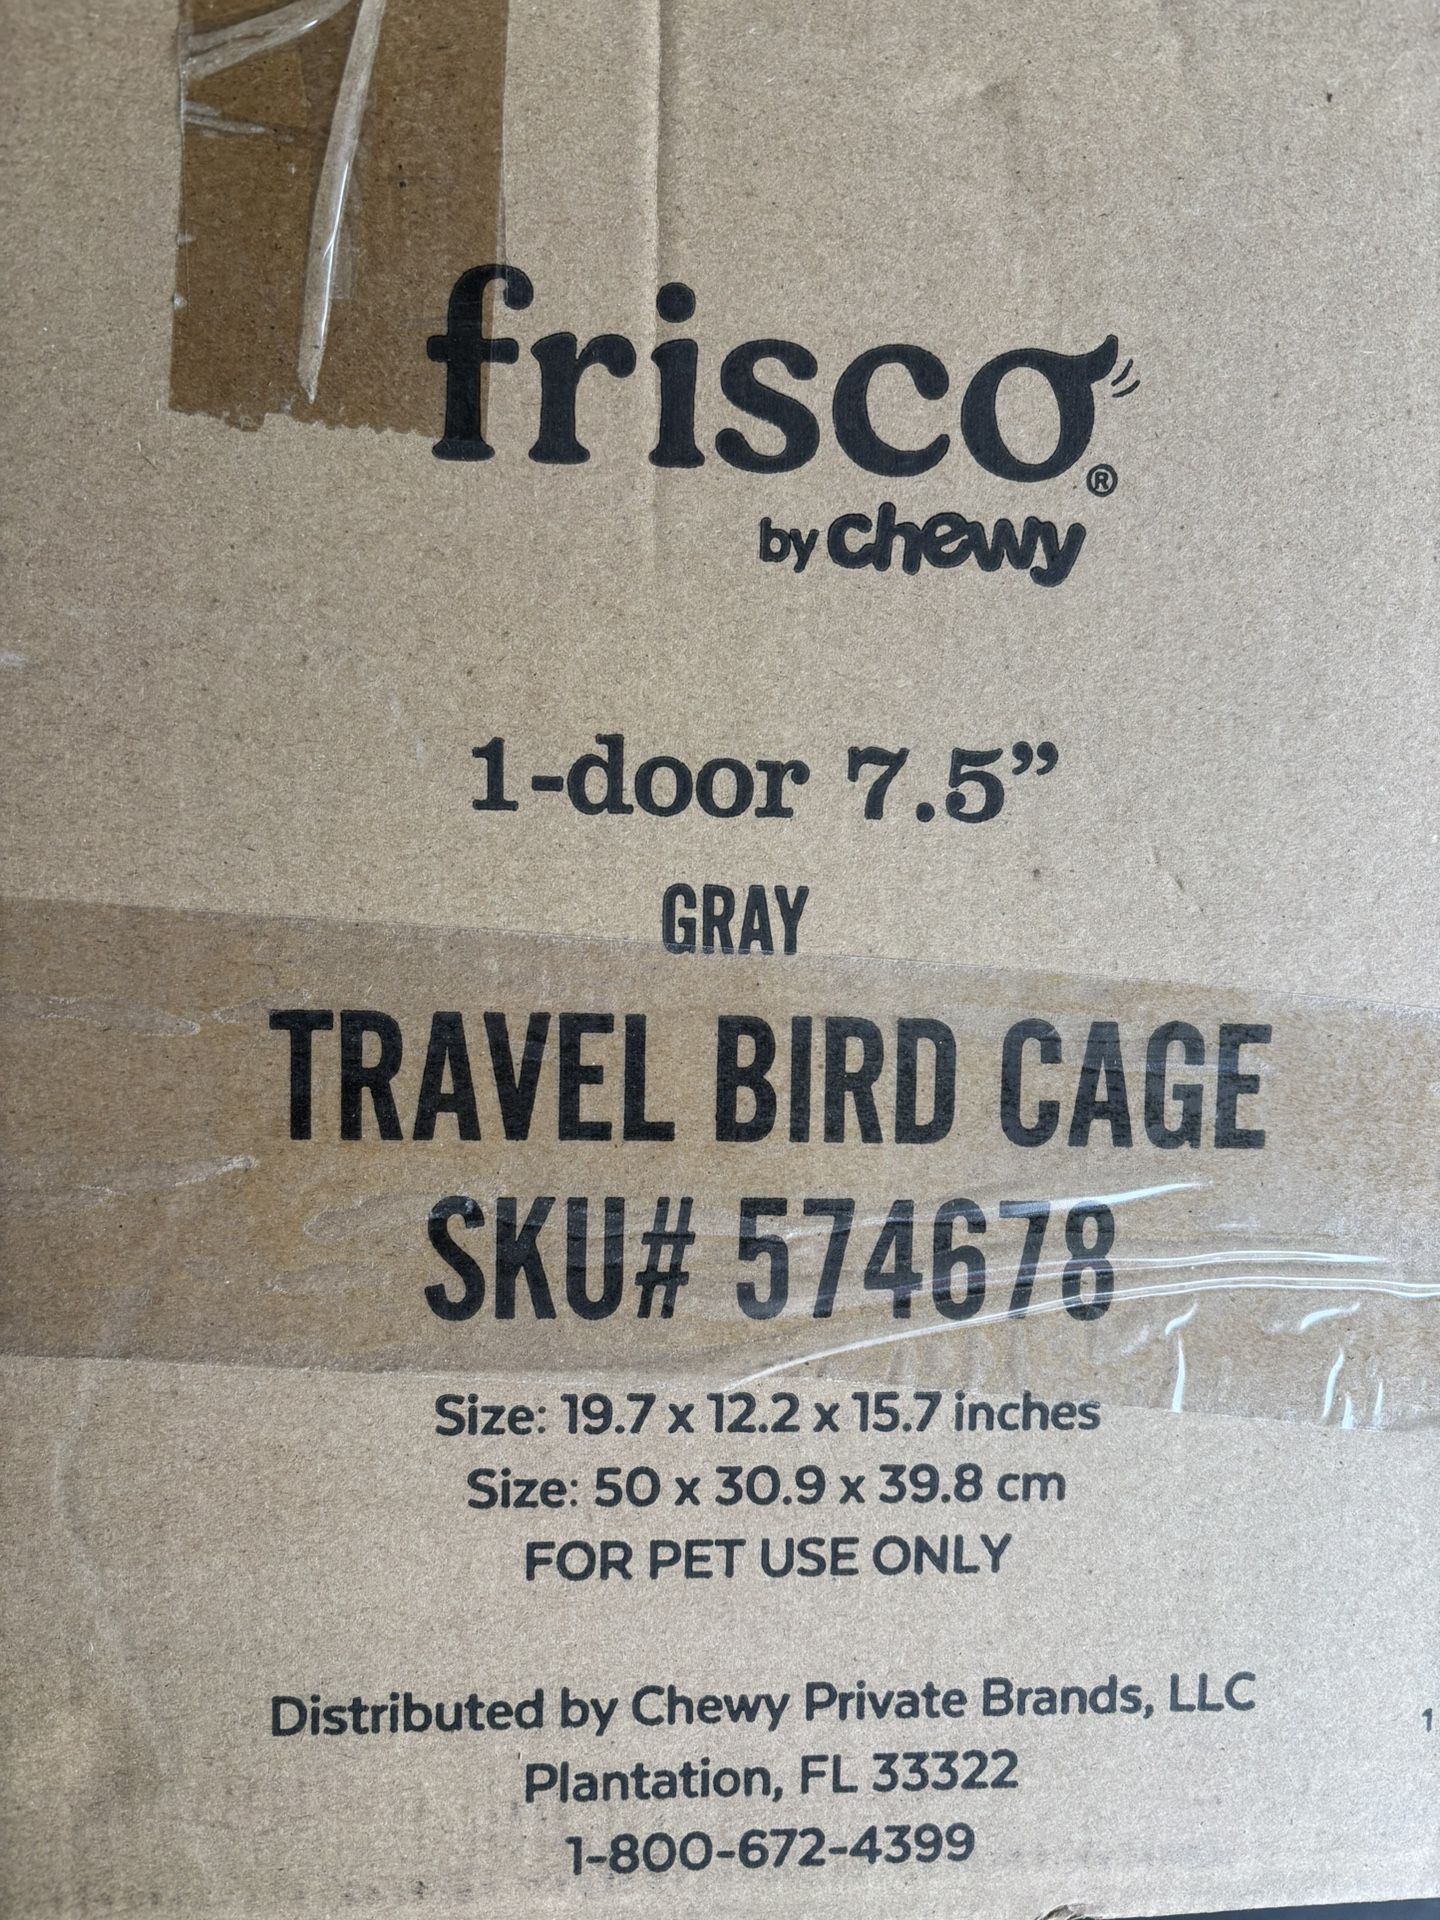 frisco®
by chewy
1-door 7.5”
GRAY
TRAVEL BIRD CAGE
SKU# 574678
Size: 19.7 x 12.2 x 15.7 inches
Size: 50 x 30.9 x 39.8 cm
FOR PET USE ONLY
Distributed by Chewy Private Brands, LLC
Plantation, FL 33322
1-800-672-4399
1